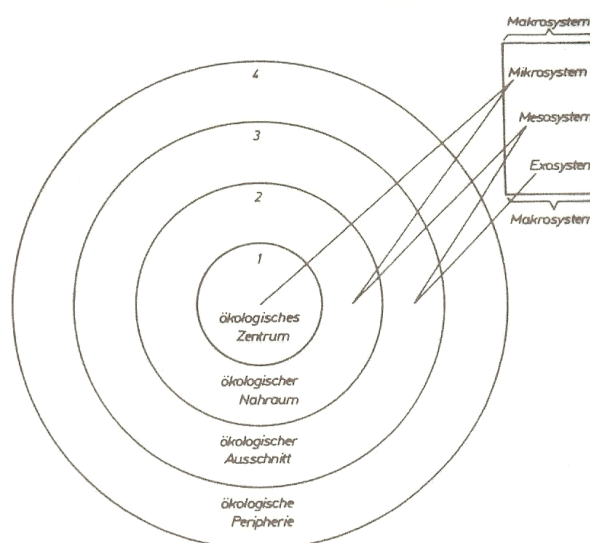 Makrosystem
Mikrosystem
Mesosystem
Exosystem
Makrosystem
4
3
2
1
ökologisches
Zentrum
ökologischer
Nahraum
ökologischer
Ausschnitt
ökologische
Peripherie